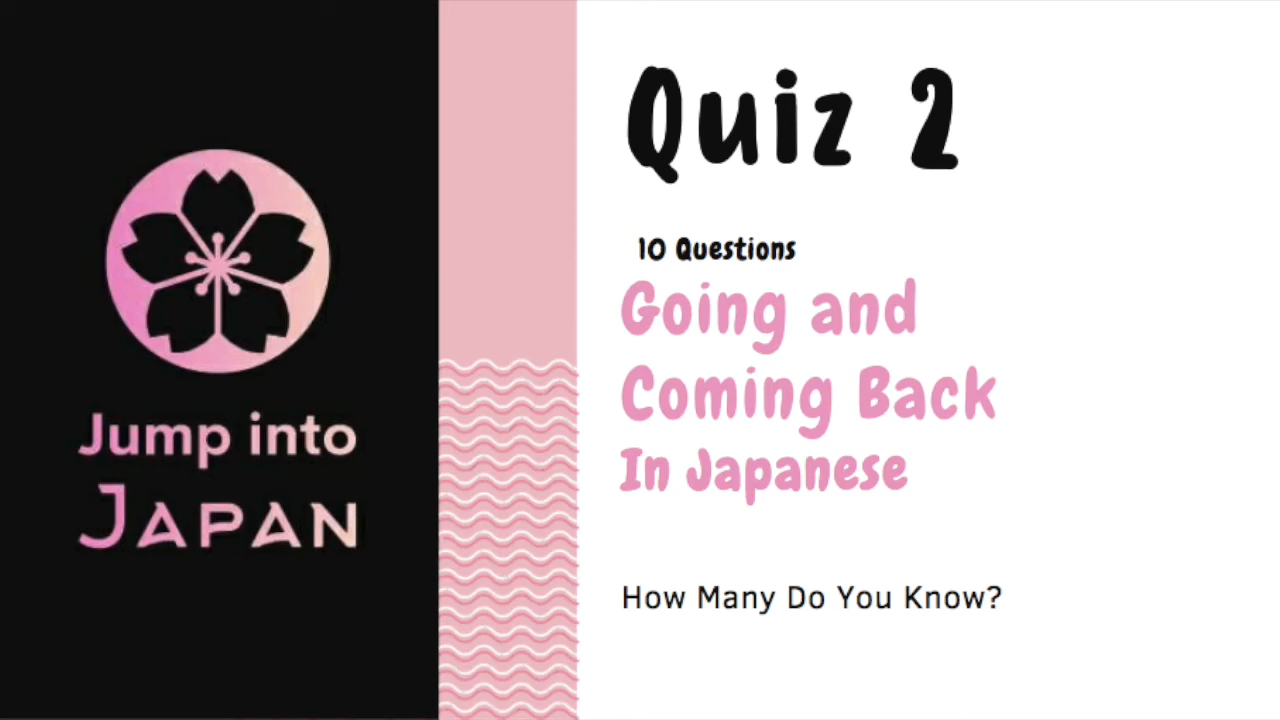 Jump into
JAPAN
Quiz 2
10 Questions
Going and
Coming Back
In Japanese
How Many Do You Know?